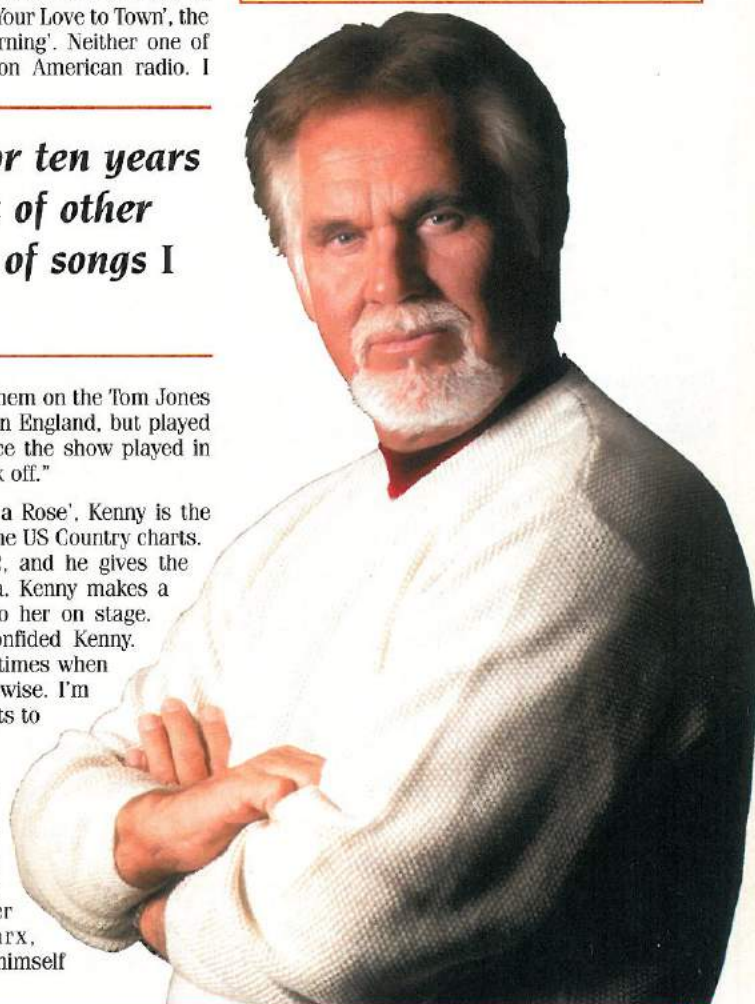 Your Love to Town', the
rning'. Neither one of
on American radio. I
or ten years
of other
of songs I
hem on the Tom Jones
n England, but played
ce the show played in
k off."
a Rose', Kenny is the
he US Country charts.
, and he gives the
a. Kenny makes a
o her on stage.
onfided Kenny.
times when
wise. I'm
ts to
er
arx,
himself